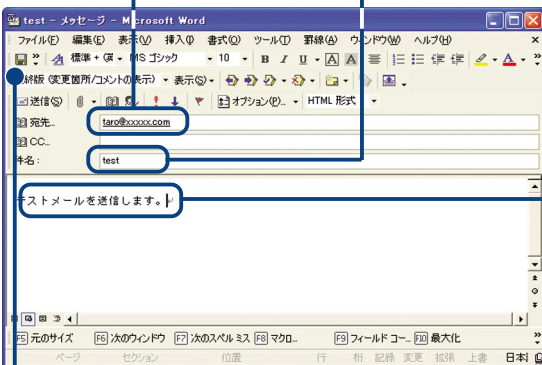 test - メッセージ - Microsoft Word
ファイル(F) 編集(E) 表示(V) 挿入(I) 書式(O) ツール(T) 罫線(A) ウィンドウ(W) ヘルプ(H)
標準 + MS ゴシック 10 B I U A A A
終版 (変更箇所/コメントの表示) 表示(S)
送信(S) オプション(P)... HTML 形式
宛先... taro@xxxxx.com
CC...
件名: test
テストメールを送信します。
F5 元のサイズ F6 次のウィンドウ F7 次のスペル ミス F8 マクロ... F9 フィールド コー... F10 最大化
ページ セクション 位置 行 桁 記録 変更 拡張 上書 日本